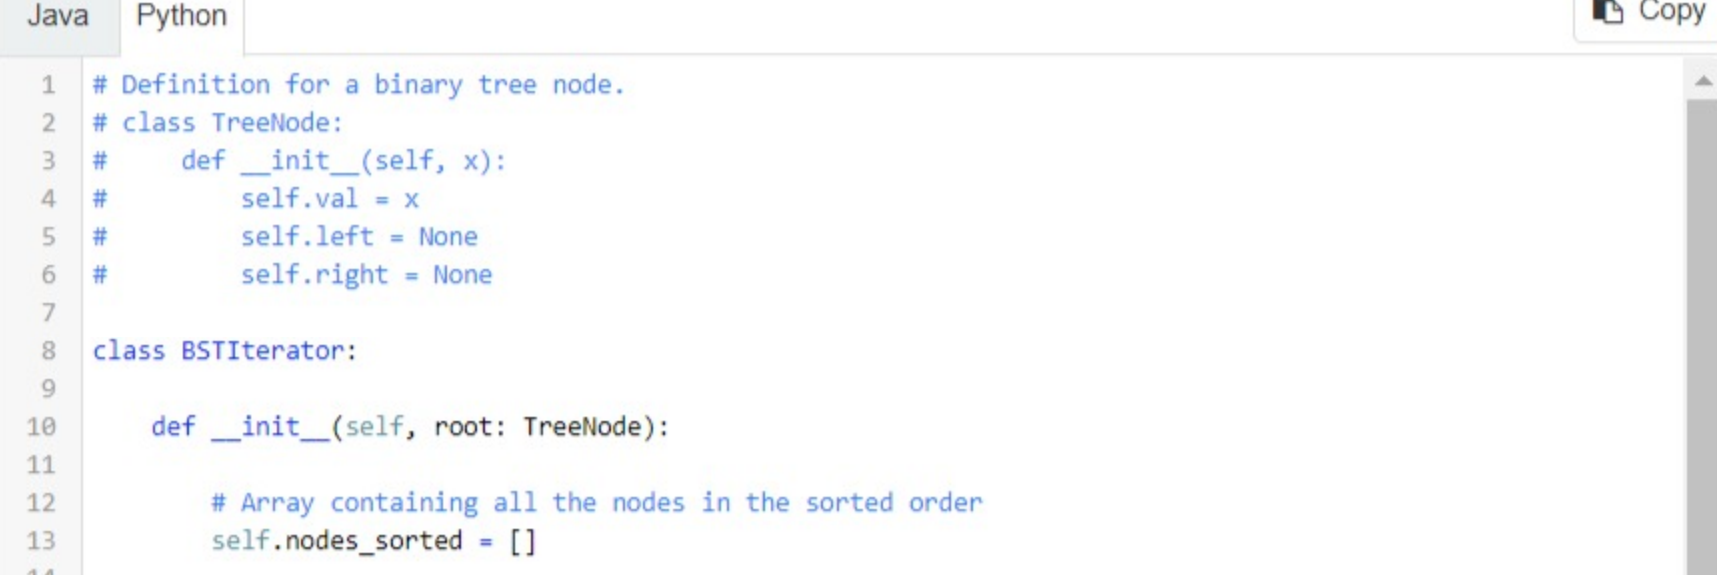 Java Python Copy
1 # Definition for a binary tree node.
2 # class TreeNode:
3 #     def __init__(self, x):
4 #         self.val = x
5 #         self.left = None
6 #         self.right = None
7
8 class BSTIterator:
9
10     def __init__(self, root: TreeNode):
11
12         # Array containing all the nodes in the sorted order
13         self.nodes_sorted = []
14